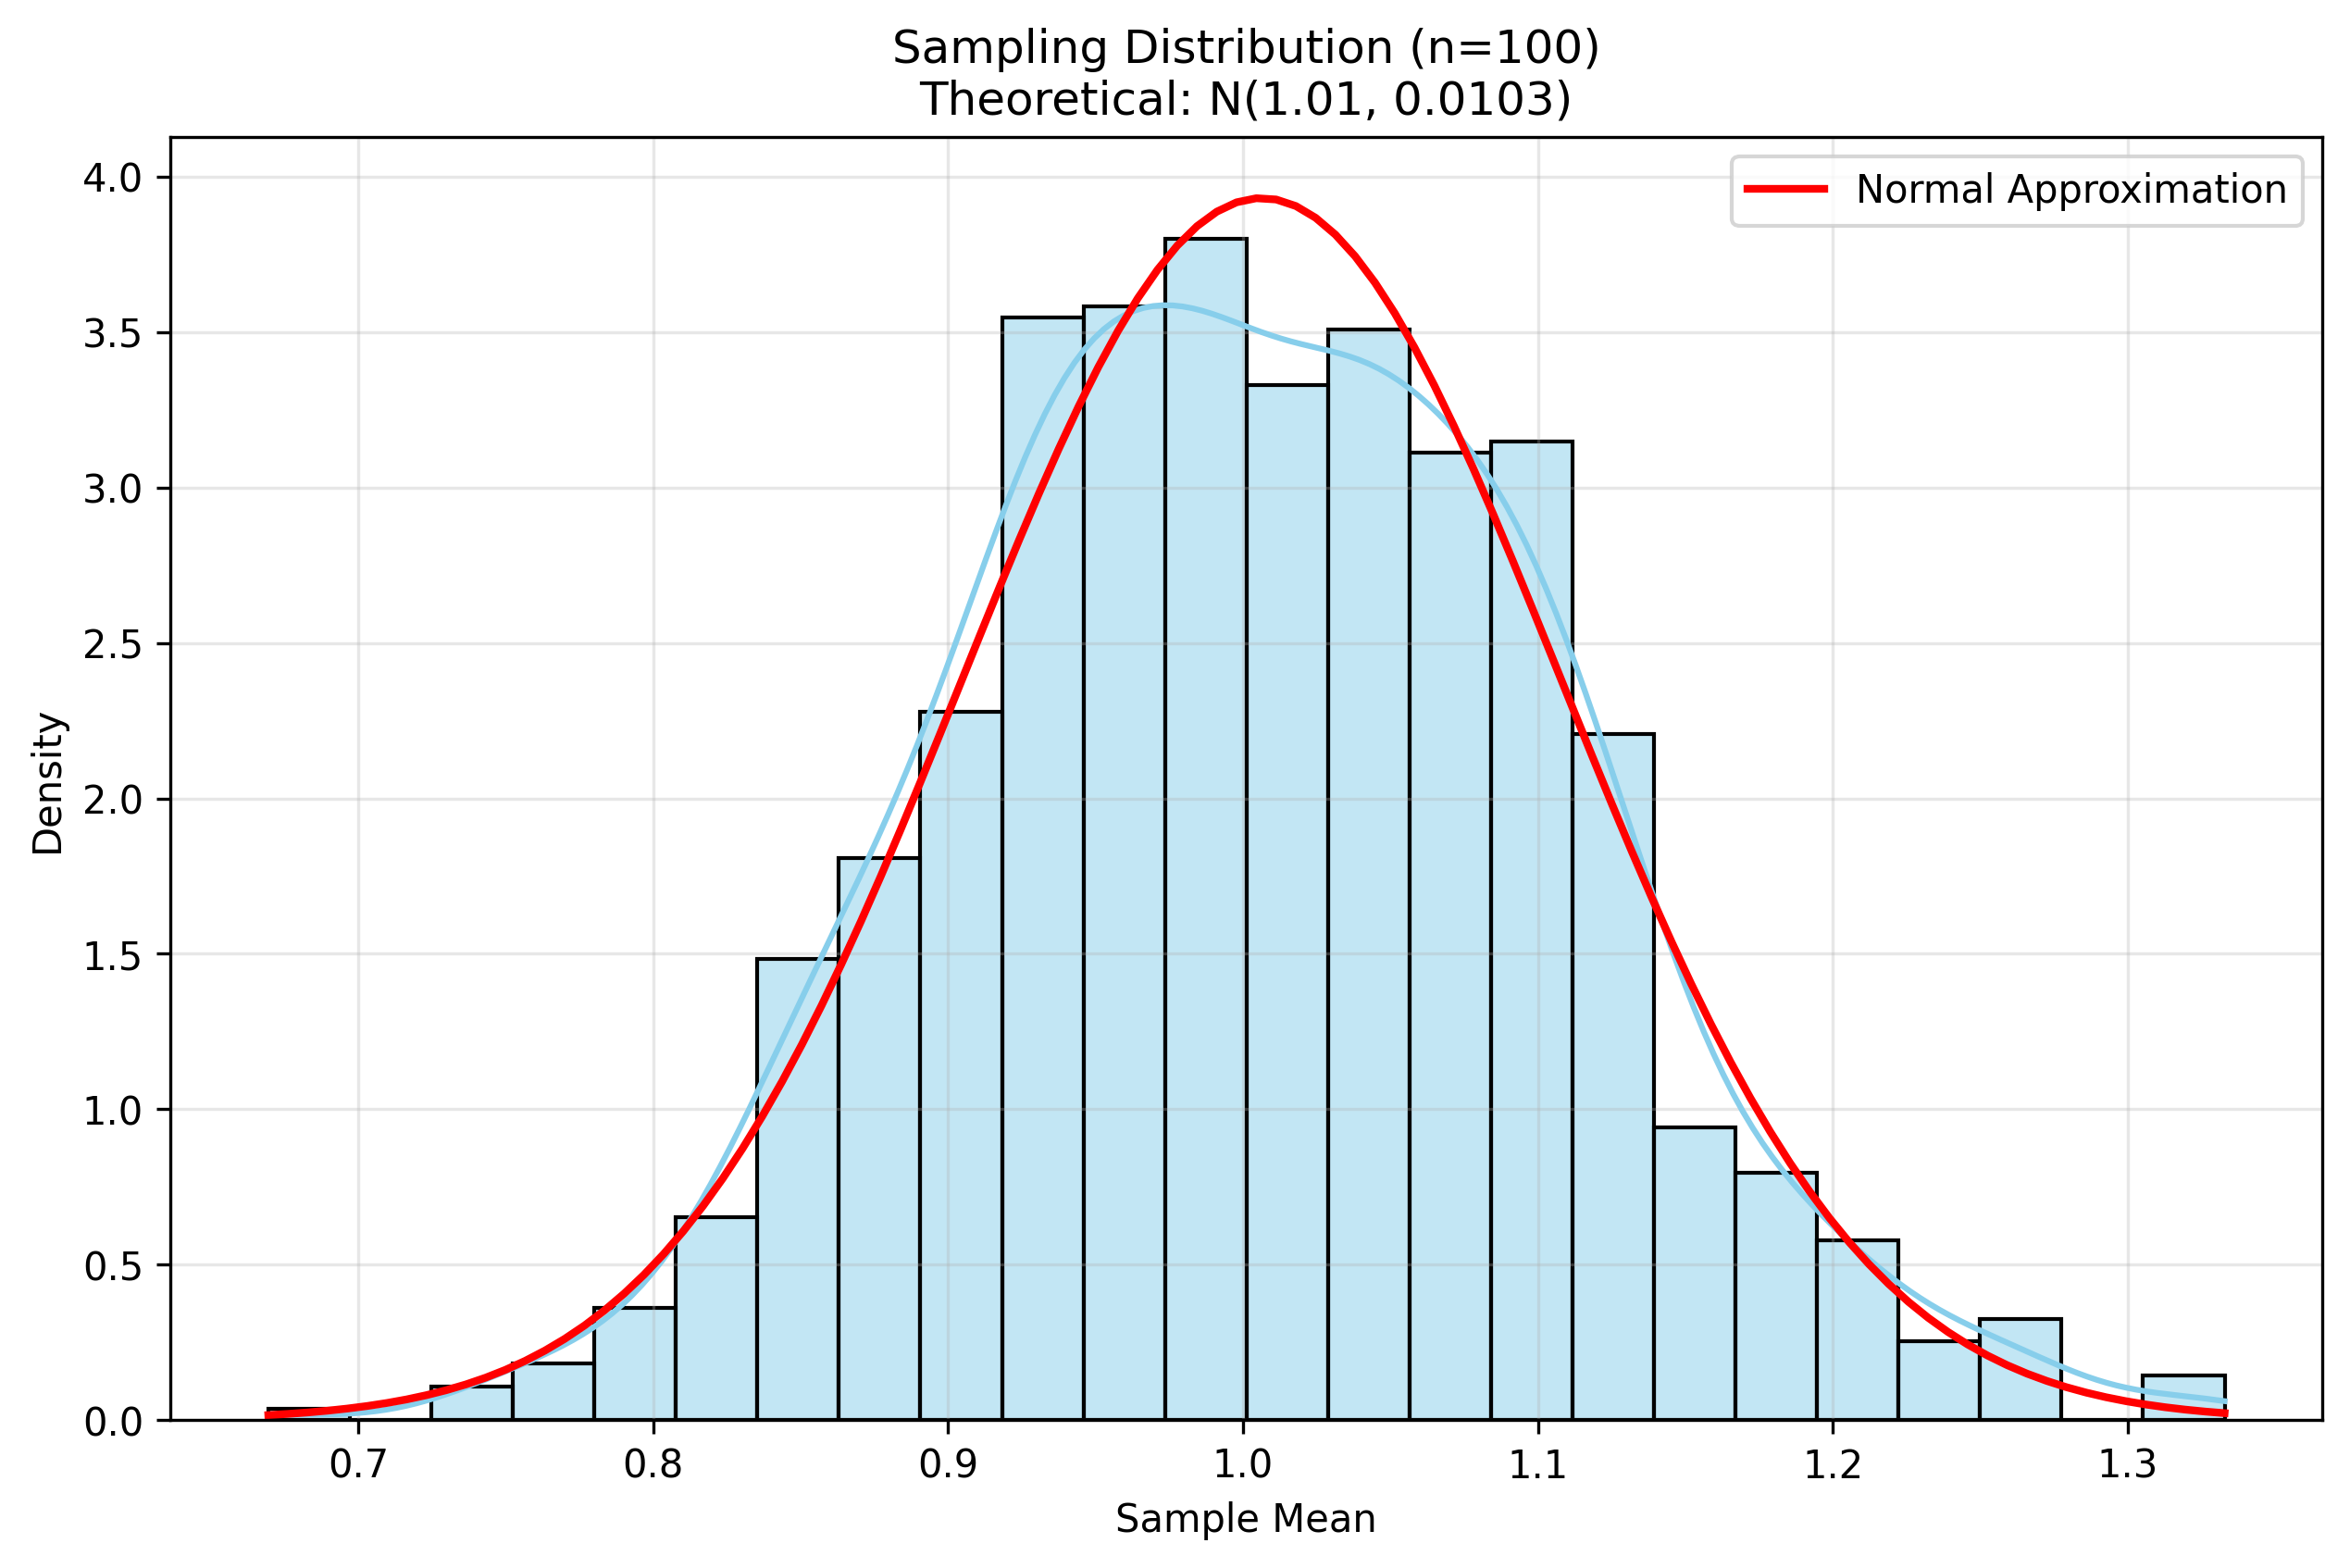 Sampling Distribution (n=100)
Theoretical: N(1.01, 0.0103)
Normal Approximation
4.0
3.5
3.0
2.5
2.0
1.5
1.0
0.5
0.0
Density
0.7 0.8 0.9 1.0 1.1 1.2 1.3
Sample Mean